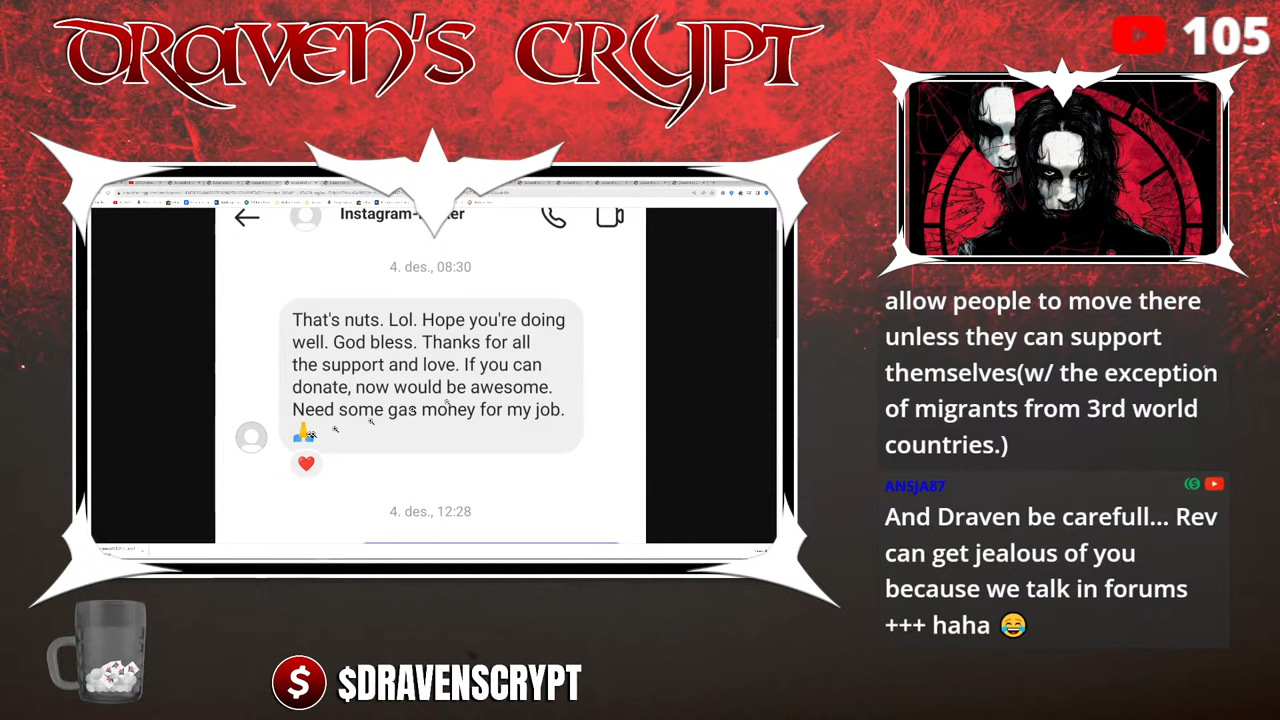 DRAVEN'S CRYPT
105
4. des., 08:30
That's nuts. Lol. Hope you're doing
well. God bless. Thanks for all
the support and love. If you can
donate, now would be awesome.
Need some gas money for my job.
🙏
❤️
4. des., 12:28
allow people to move there
unless they can support
themselves(w/ the exception
of migrants from 3rd world
countries.)
ANSJA87
And Draven be carefull... Rev
can get jealous of you
because we talk in forums
+++ haha 😂
$ $DRAVENSCRYPT